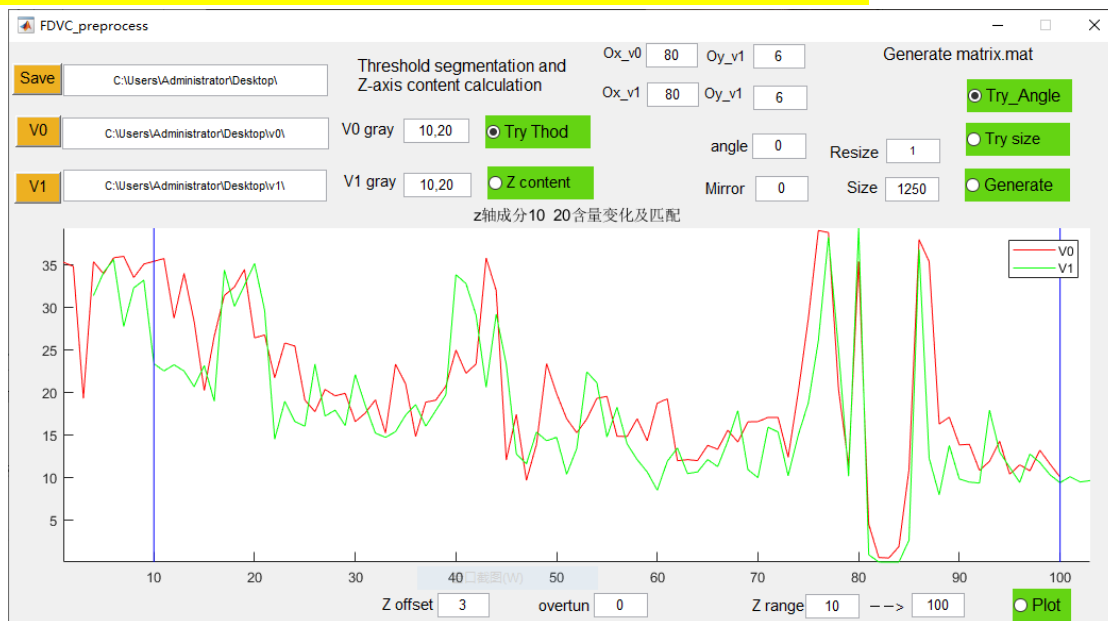 FDVC_preprocess
Save
C:\Users\Administrator\Desktop\
Threshold segmentation and
Z-axis content calculation
Ox_v0 80 Oy_v1 6
Generate matrix.mat
Ox_v1 80 Oy_v1 6
Try_Angle
V0
C:\Users\Administrator\Desktop\v0\
V0 gray 10,20 Try Thod
angle 0
Resize 1
Try size
V1
C:\Users\Administrator\Desktop\v1\
V1 gray 10,20 Z content
Mirror 0
Size 1250
Generate
z轴成分10 20含量变化及匹配
V0
V1
35
30
25
20
15
10
5
10 20 30 40 50 60 70 80 90 100
口截图(W)
Z offset 3 overtun 0 Z range 10 --> 100 Plot